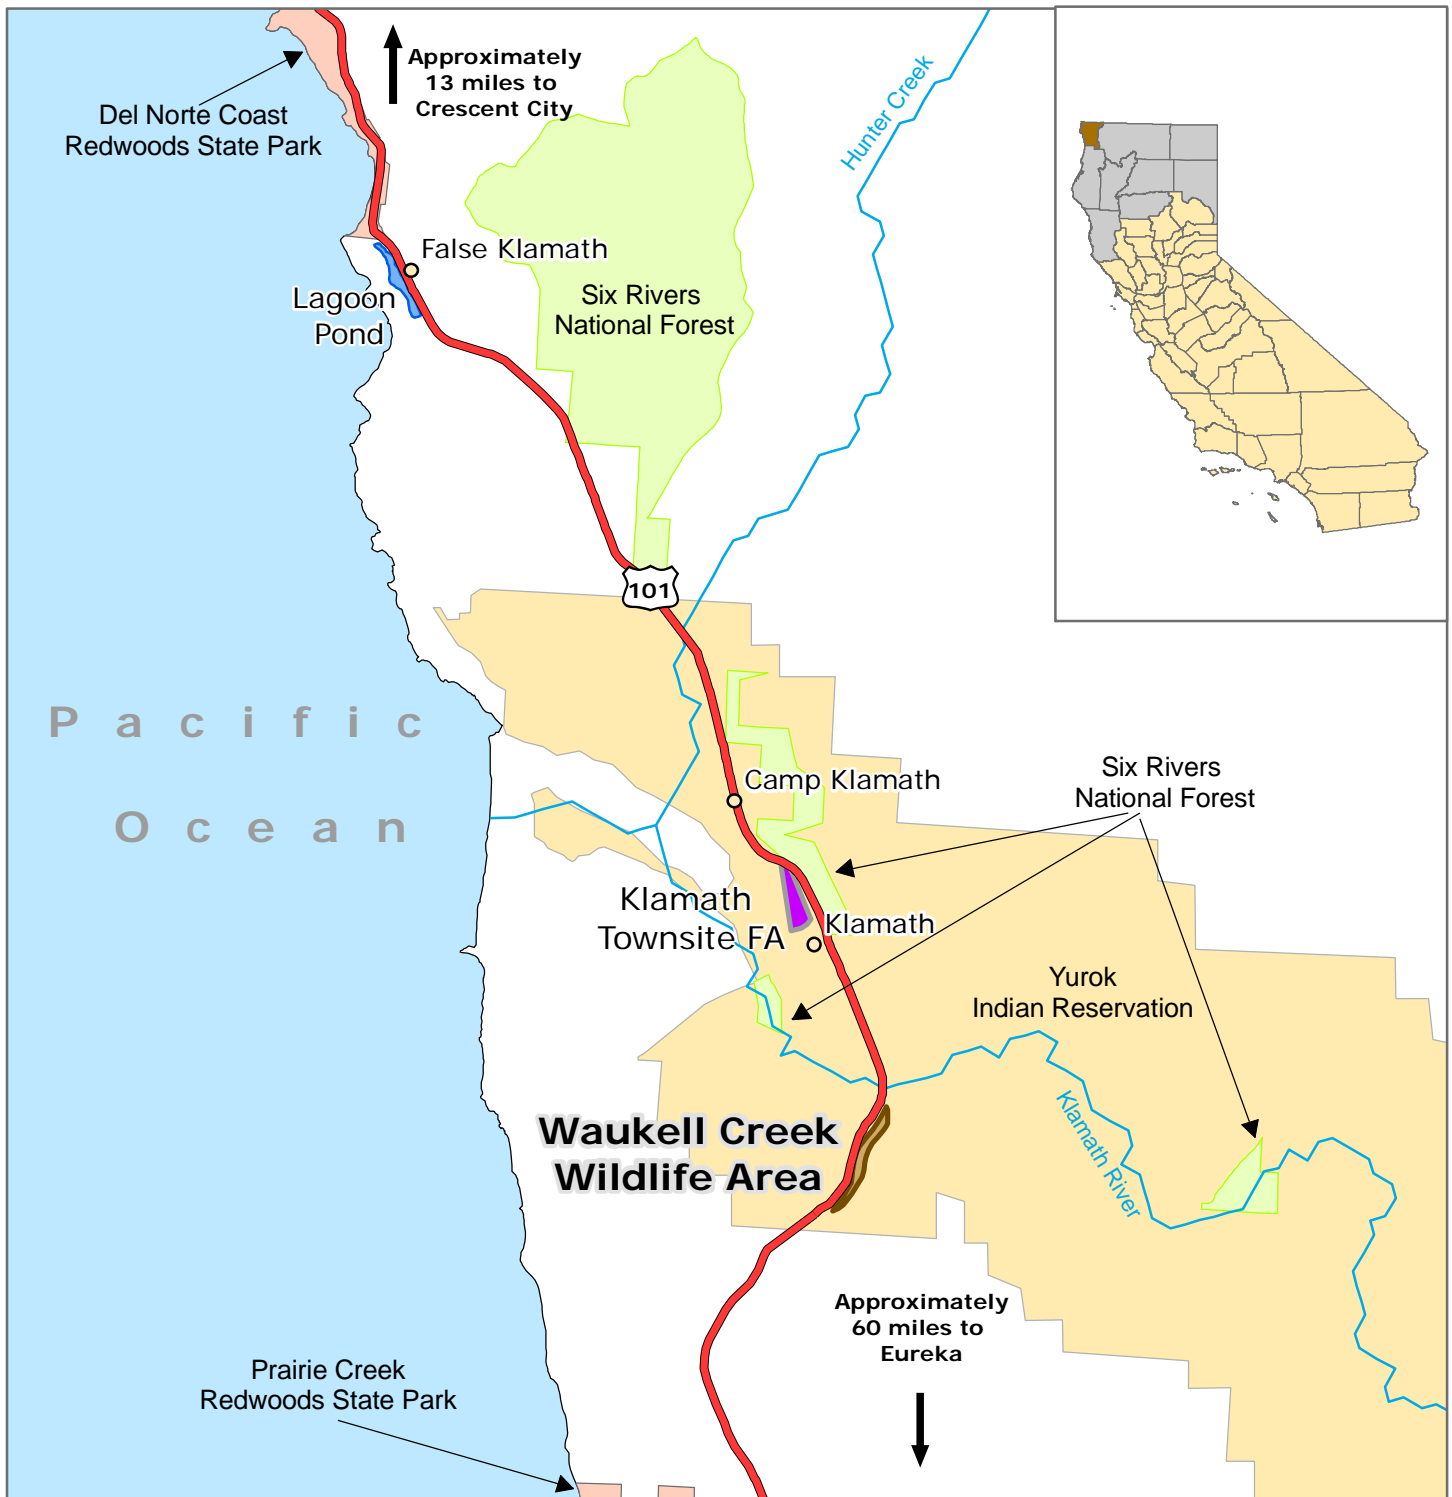 Approximately
13 miles to
Crescent City
Del Norte Coast
Redwoods State Park
Hunter Creek
False Klamath
Lagoon
Pond
Six Rivers
National Forest
101
Pacific
Ocean
Camp Klamath
Six Rivers
National Forest
Klamath
Townsite FA
Klamath
Yurok
Indian Reservation
Klamath River
Waukell Creek
Wildlife Area
Approximately
60 miles to
Eureka
Prairie Creek
Redwoods State Park